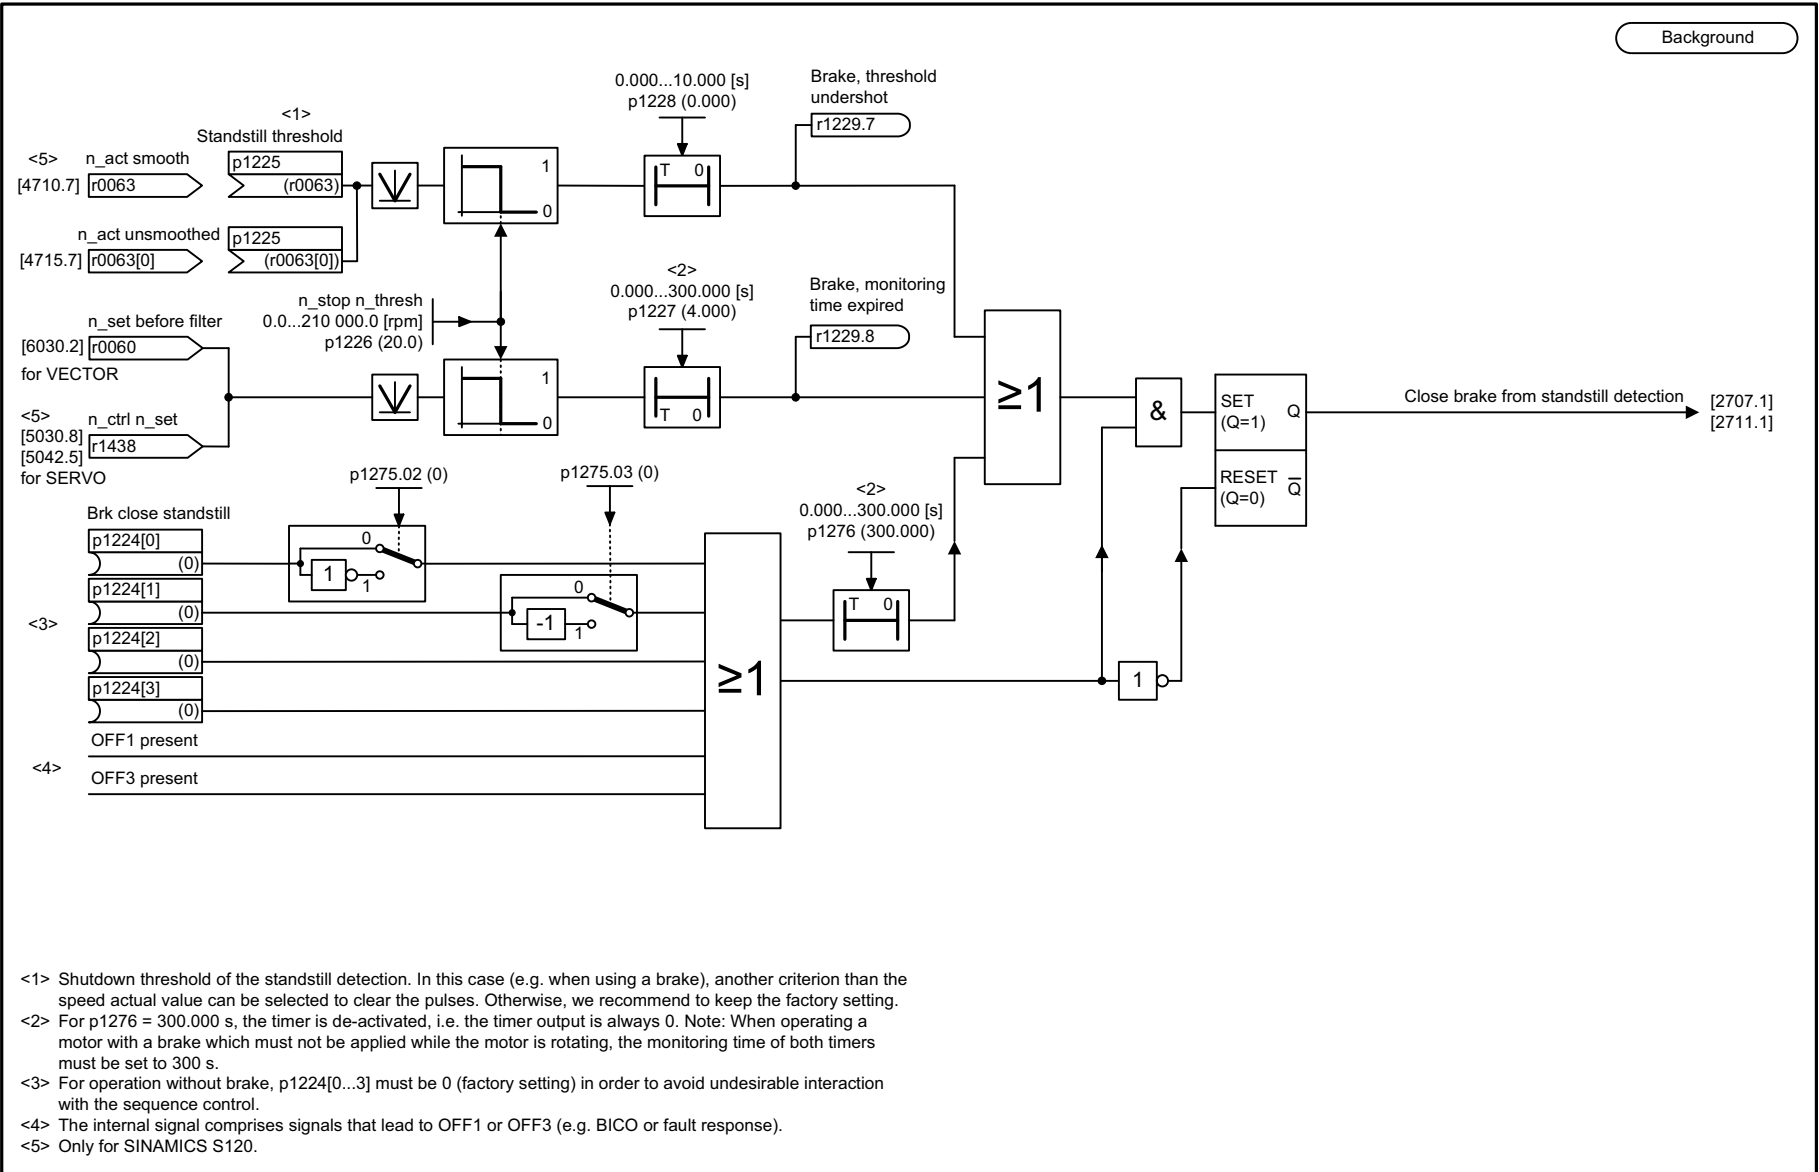 Background
0.000...10.000 [s]
p1228 (0.000)
Brake, threshold
undershot
r1229.7
<1>
Standstill threshold
<5>
n_act smooth
p1225
[4710.7]
r0063
(r0063)
1
0
T 0
n_act unsmoothed
p1225
[4715.7]
r0063[0]
(r0063[0])
<2>
0.000...300.000 [s]
p1227 (4.000)
Brake, monitoring
time expired
r1229.8
n_stop n_thresh
0.0...210 000.0 [rpm]
p1226 (20.0)
n_set before filter
[6030.2]
r0060
for VECTOR
1
0
T 0
≥1
<5>
[5030.8]
[5042.5]
n_ctrl n_set
r1438
for SERVO
&
SET
(Q=1)
Q
RESET
(Q=0)
Q̅
Close brake from standstill detection
[2707.1]
[2711.1]
p1275.02 (0)
p1275.03 (0)
<2>
0.000...300.000 [s]
p1276 (300.000)
Brk close standstill
p1224[0]
(0)
0
1
1
p1224[1]
(0)
0
-1
1
T 0
<3>
p1224[2]
(0)
p1224[3]
(0)
≥1
1
OFF1 present
<4>
OFF3 present
<1> Shutdown threshold of the standstill detection. In this case (e.g. when using a brake), another criterion than the
speed actual value can be selected to clear the pulses. Otherwise, we recommend to keep the factory setting.
<2> For p1276 = 300.000 s, the timer is de-activated, i.e. the timer output is always 0. Note: When operating a
motor with a brake which must not be applied while the motor is rotating, the monitoring time of both timers
must be set to 300 s.
<3> For operation without brake, p1224[0...3] must be 0 (factory setting) in order to avoid undesirable interaction
with the sequence control.
<4> The internal signal comprises signals that lead to OFF1 or OFF3 (e.g. BICO or fault response).
<5> Only for SINAMICS S120.